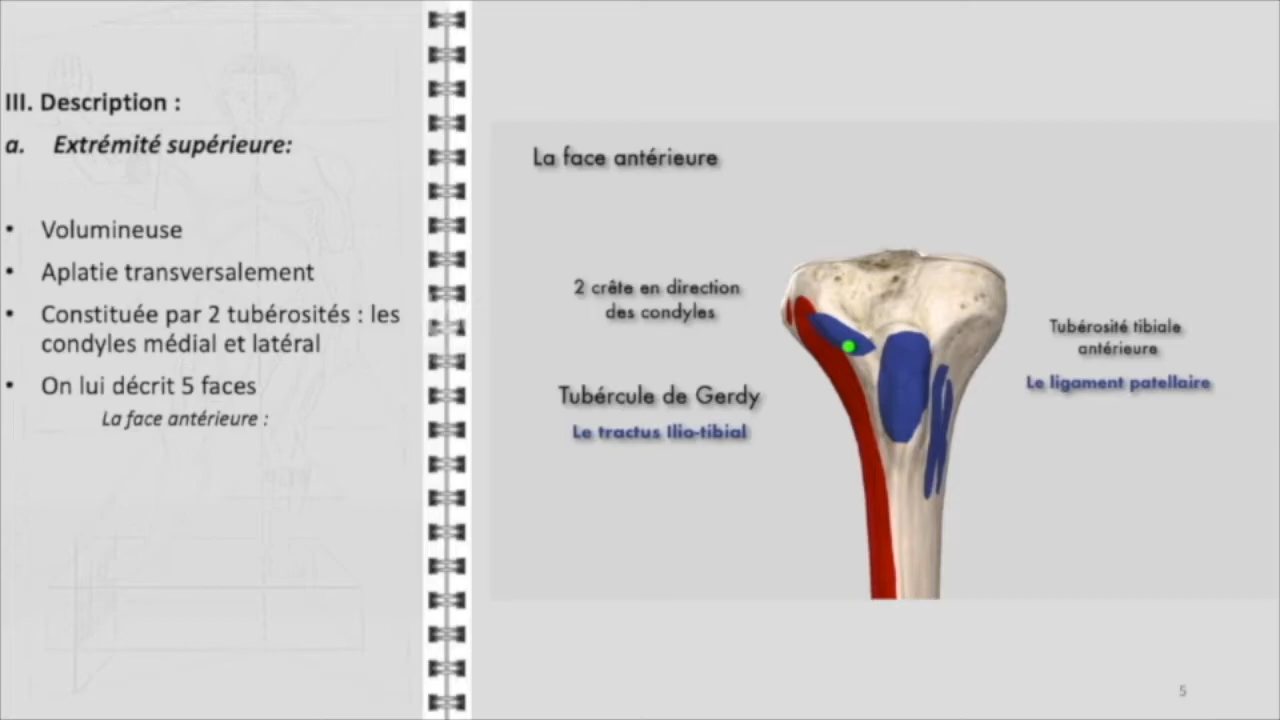 III. Description :
a. Extrémité supérieure:
• Volumineuse
• Aplatie transversalement
• Constituée par 2 tubérosités : les
condyles médial et latéral
• On lui décrit 5 faces
La face antérieure :
La face antérieure
2 crête en direction
des condyles
Tubércule de Gerdy
Le tractus Ilio-tibial
Tubérosité tibiale
antérieure
Le ligament patellaire
5